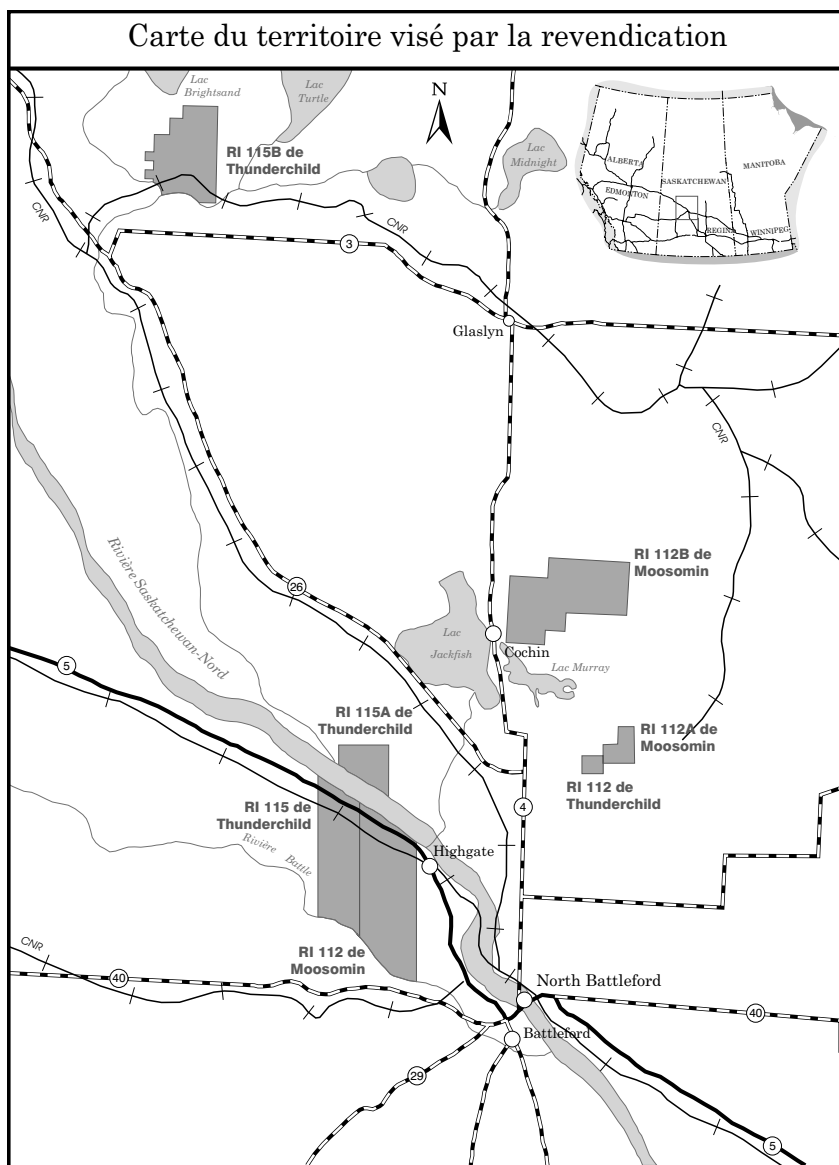 Carte du territoire visé par la revendication
Lac
Brightsand
Lac
Turtle
N
Lac
Midnight
RI 115B de
Thunderchild
ALBERTA
SASKATCHEWAN
MANITOBA
EDMONTON
REGINA
WINNIPEG
CNR
CNR
3
Glaslyn
CNR
Rivière Saskatchewan-Nord
26
RI 112B de
Moosomin
Lac
Jackfish
Cochin
Lac Murray
5
RI 115A de
Thunderchild
RI 112A de
Moosomin
RI 112 de
Thunderchild
RI 115 de
Thunderchild
4
Rivière Battle
Highgate
RI 112 de
Moosomin
CNR
40
North Battleford
40
Battleford
29
5